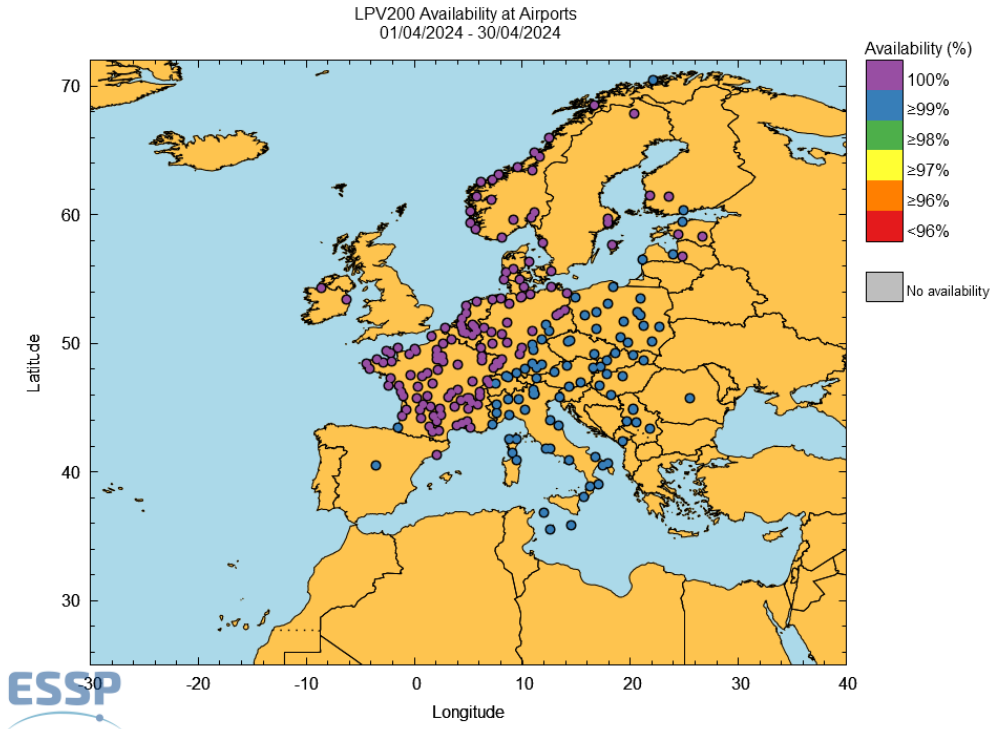 LPV200 Availability at Airports
01/04/2024 - 30/04/2024
Availability (%)
100%
≥99%
≥98%
≥97%
≥96%
<96%
No availability
70
60
50
40
30
Latitude
-30
-20
-10
0
10
20
30
40
Longitude
ESSP